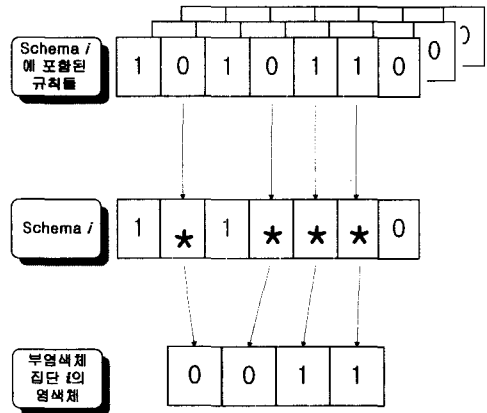 Schema i
에 포함된
규칙들
1 0 1 0 1 1 0
0
Schema i
1 * 1 * * * 0
부염색체
집단 i의
염색체
0 0 1 1